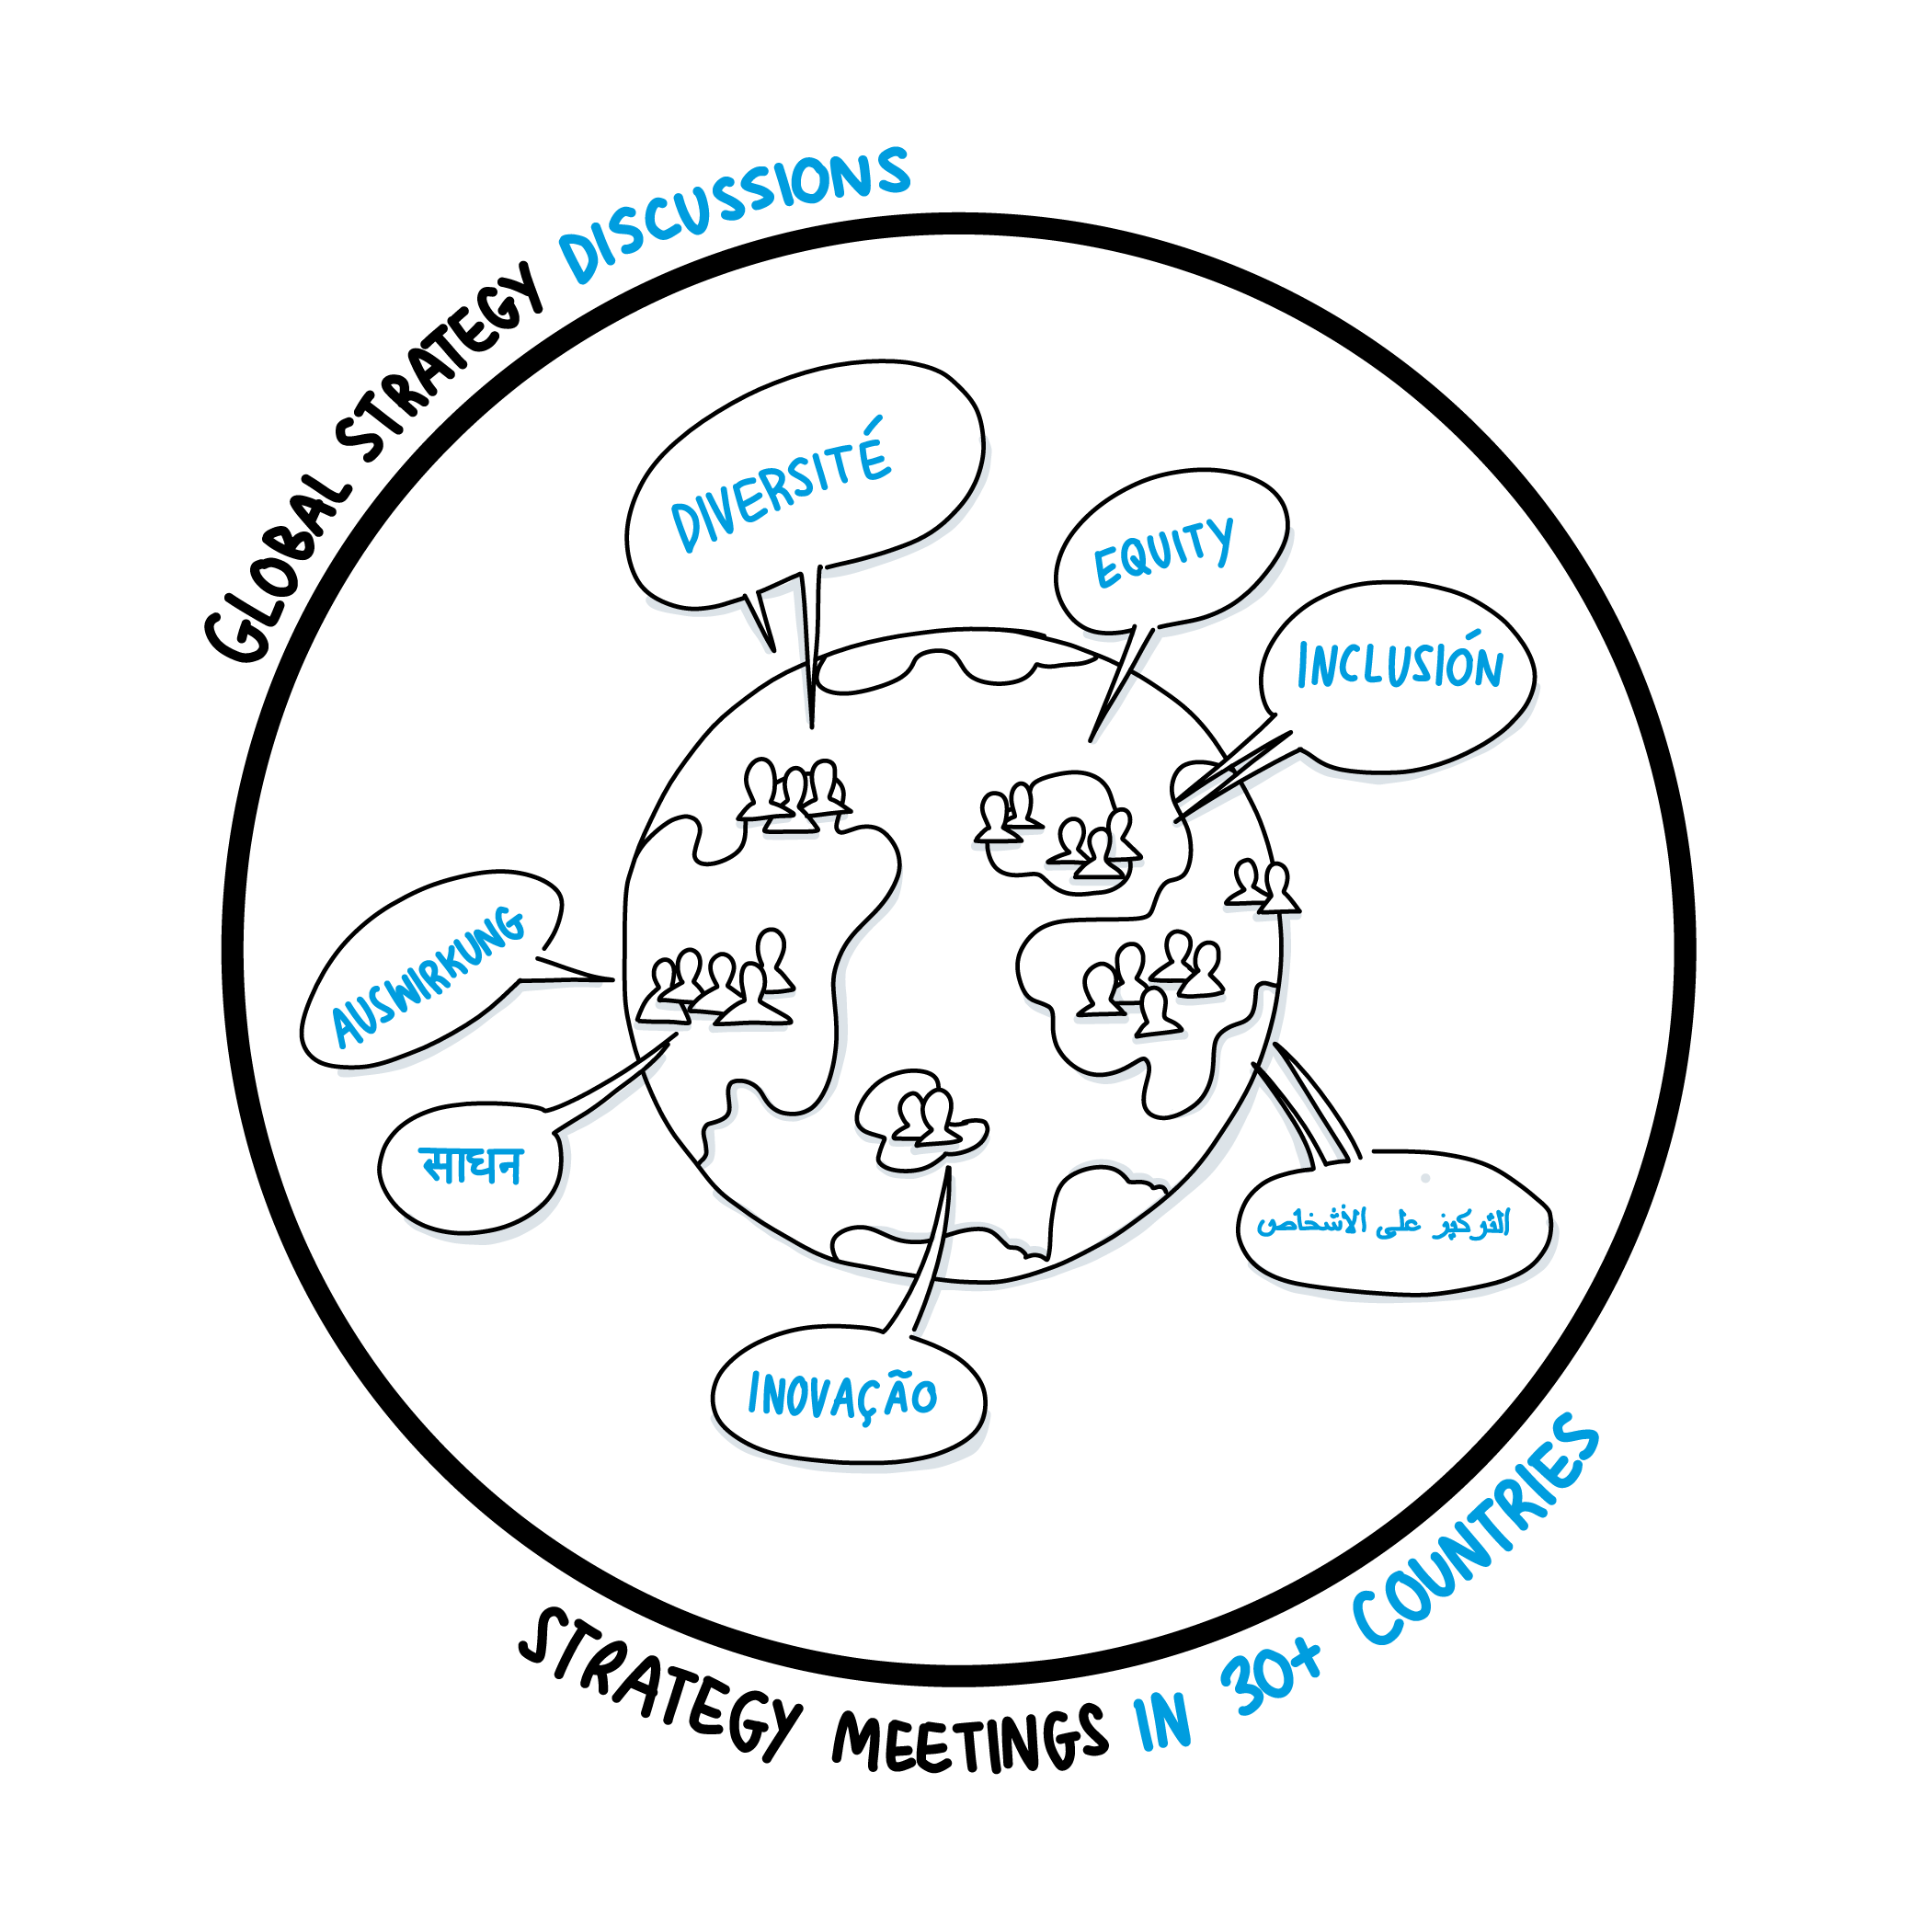 GLOBAL STRATEGY DISCUSSIONS
DIVERSITÉ
EQUITY
INCLUSIÓN
AUSWIRKUNG
साधन
التركيز على الأشخاص
INOVAÇÃO
STRATEGY MEETINGS IN 30+ COUNTRIES